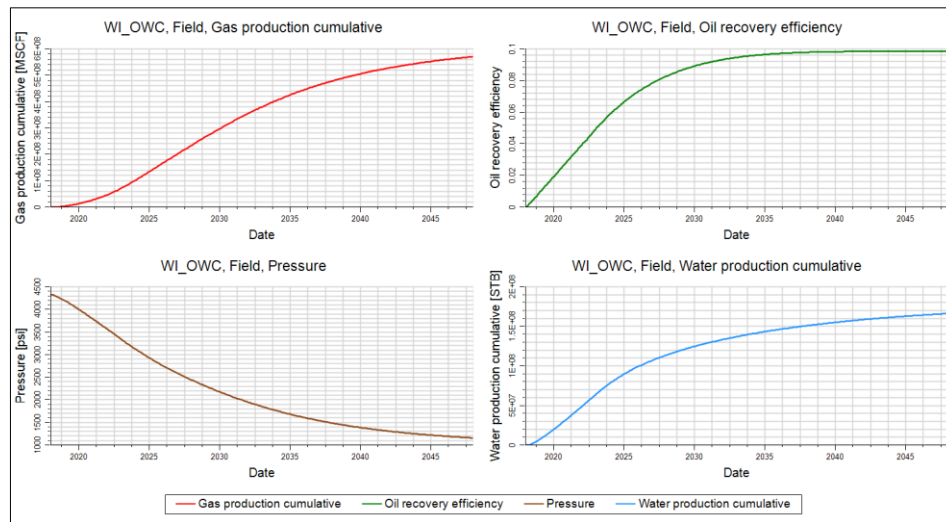 WI_OWC, Field, Gas production cumulative
Gas production cumulative [MSCF]
0 1E+08 2E+08 3E+08 4E+08 5E+08 6E+08
2020 2025 2030 2035 2040 2045
Date
WI_OWC, Field, Oil recovery efficiency
Oil recovery efficiency
0 0.02 0.04 0.06 0.08 0.1
2020 2025 2030 2035 2040 2045
Date
WI_OWC, Field, Pressure
Pressure [psi]
1000 1500 2000 2500 3000 3500 4000 4500
2020 2025 2030 2035 2040 2045
Date
WI_OWC, Field, Water production cumulative
Water production cumulative [STB]
0 5E+07 1E+08 1.5E+08 2E+08
2020 2025 2030 2035 2040 2045
Date
Gas production cumulative Oil recovery efficiency Pressure Water production cumulative